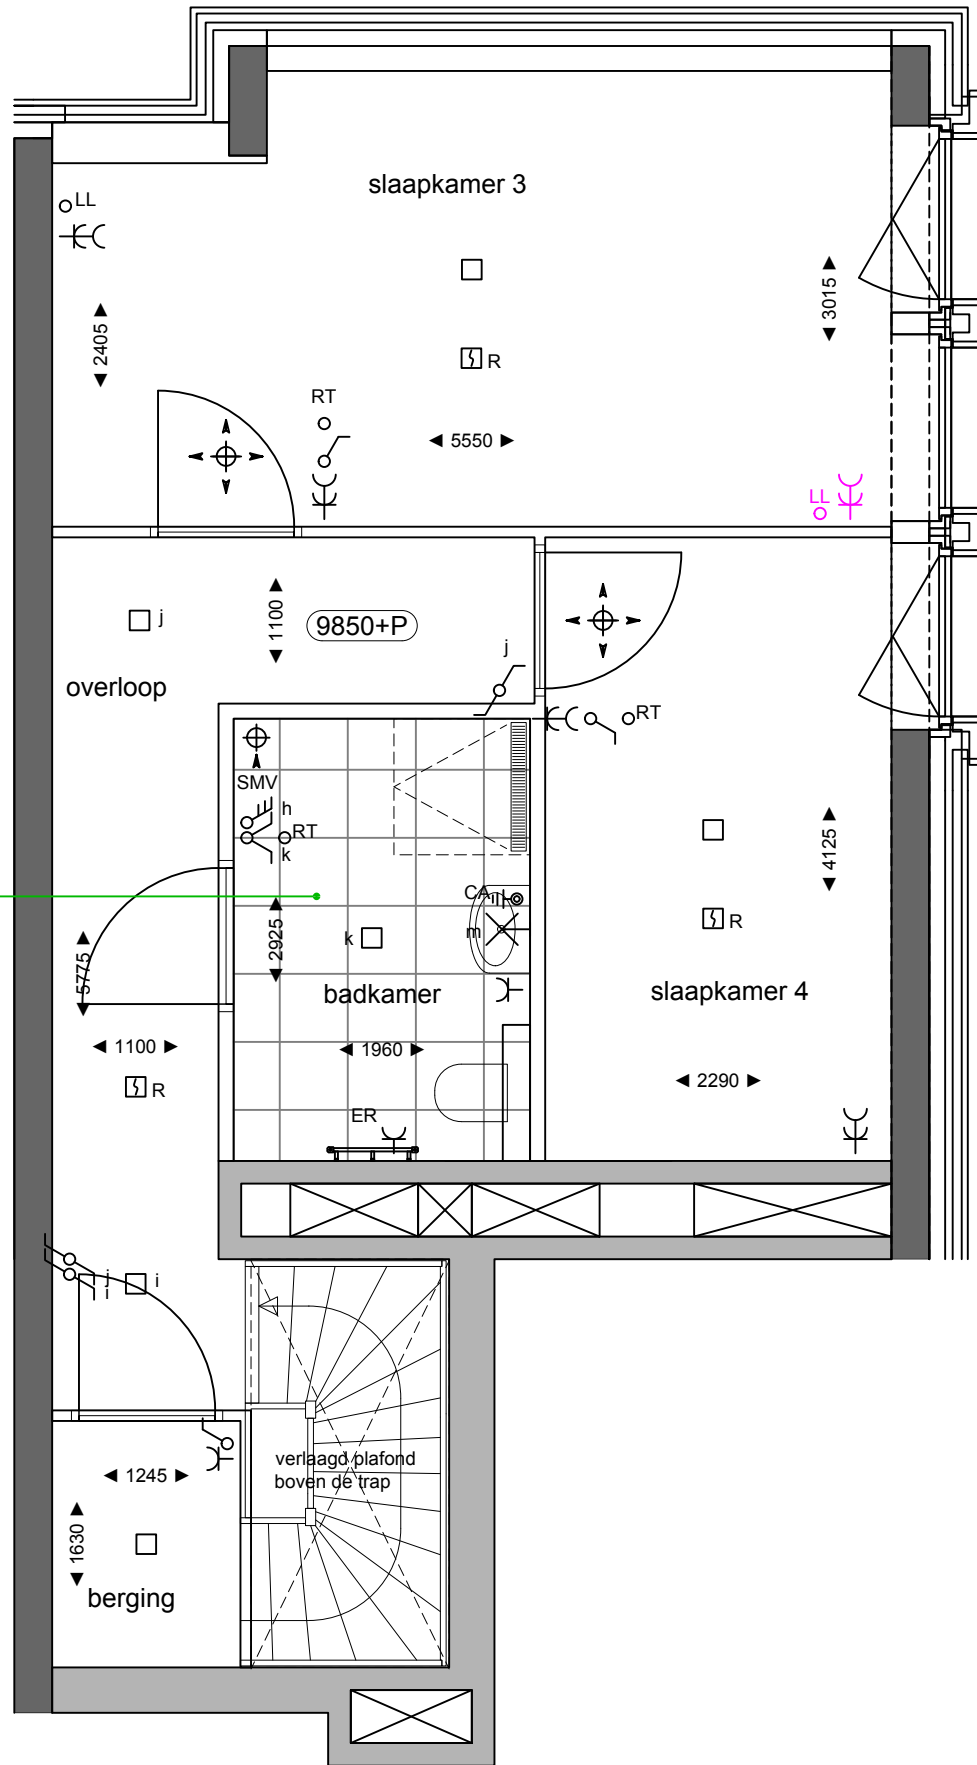 slaapkamer 3
LL
3015
2405
R
RT
5550
LL
j
1100
9850+P
j
overloop
RT
SMV
h
RT
k
4125
CA
R
m
k
2925
5775
badkamer
slaapkamer 4
1100
1960
2290
R
ER
j
i
i
verlaagd plafond
boven de trap
1245
1630
berging